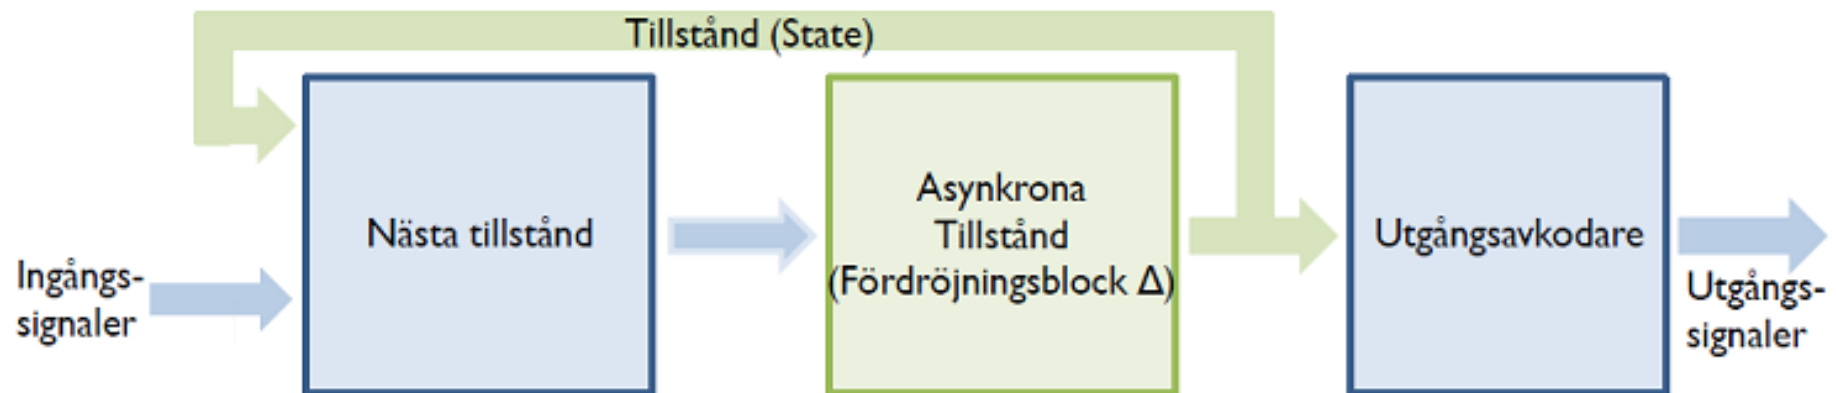 Tillstånd (State)
Nästa tillstånd
Asynkrona
Tillstånd
(Fördröjningsblock Δ)
Utgångsavkodare
Ingångs-
signaler
Utgångs-
signaler